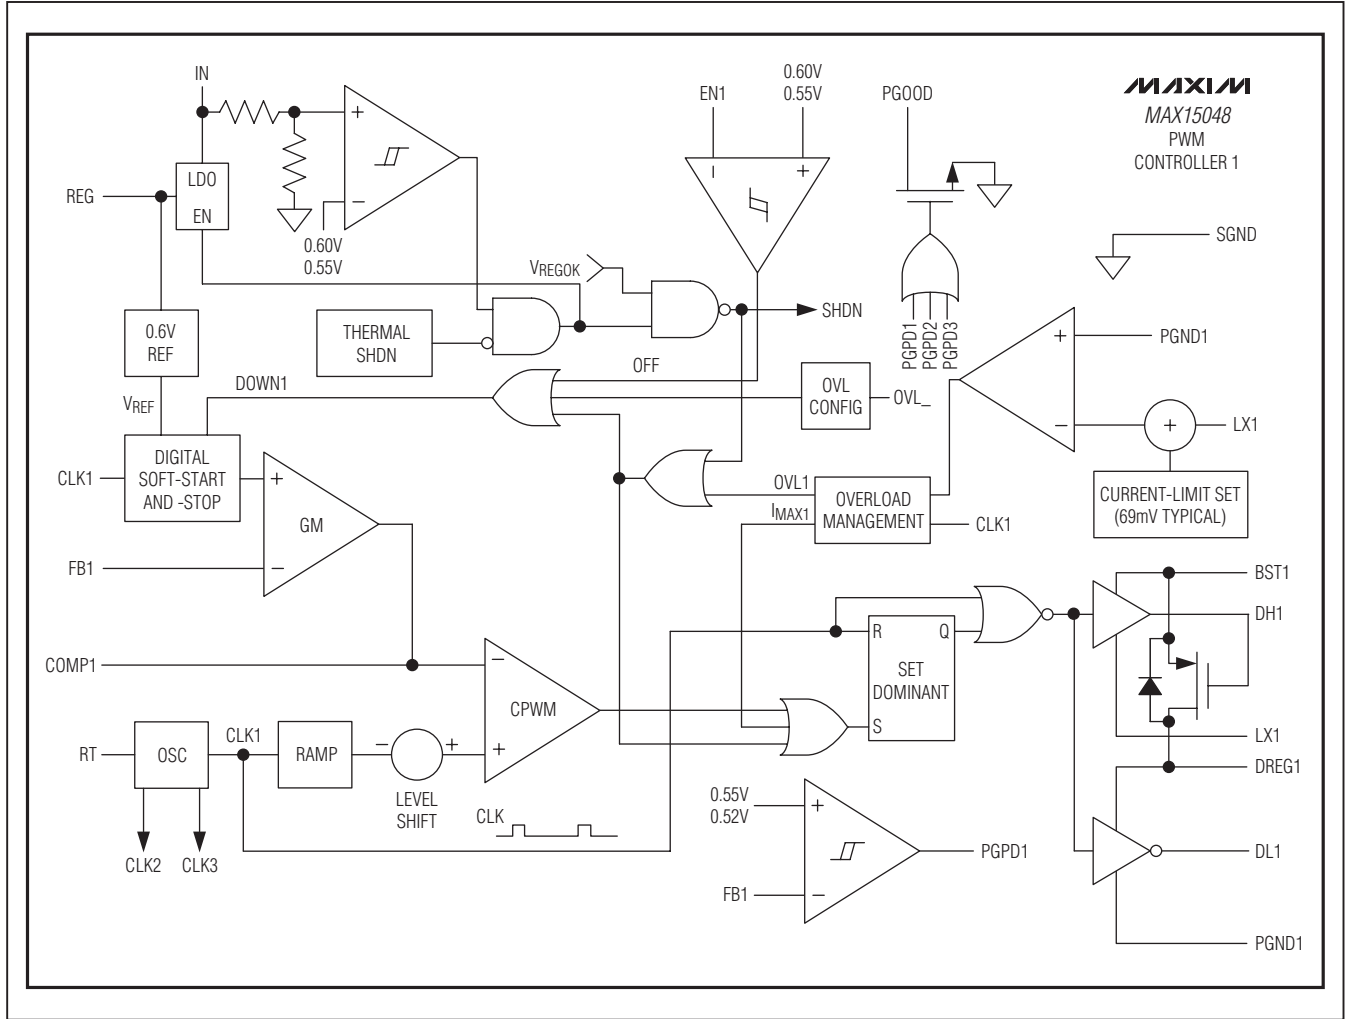 IN
+
−
0.60V
0.55V
REG
LDO
EN
EN1
0.60V
0.55V
−
+
PGOOD
MAXIM
MAX15048
PWM
CONTROLLER 1
SGND
VREGOK
SHDN
PGPD1
PGPD2
PGPD3
0.6V
REF
THERMAL
SHDN
OFF
DOWN1
VREF
OVL
CONFIG
OVL_
+
−
PGND1
+
LX1
CURRENT-LIMIT SET
(69mV TYPICAL)
CLK1
DIGITAL
SOFT-START
AND -STOP
+
GM
−
FB1
OVL1
IMAX1
OVERLOAD
MANAGEMENT
CLK1
COMP1
−
CPWM
+
R
Q
SET
DOMINANT
S
BST1
DH1
LX1
DREG1
DL1
PGND1
RT
OSC
CLK1
RAMP
−
+
LEVEL
SHIFT
CLK
CLK2
CLK3
0.55V
0.52V
+
−
FB1
PGPD1